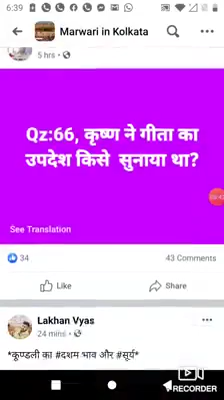 6:39
Marwari in Kolkata
5 hrs
Qz:66, कृष्ण ने गीता का
उपदेश किसे सुनाया था?
See Translation
34
43 Comments
Like
Share
Lakhan Vyas
24 mins
*कूण्डली का #दशम भाव और #सूर्य*
RECORDER